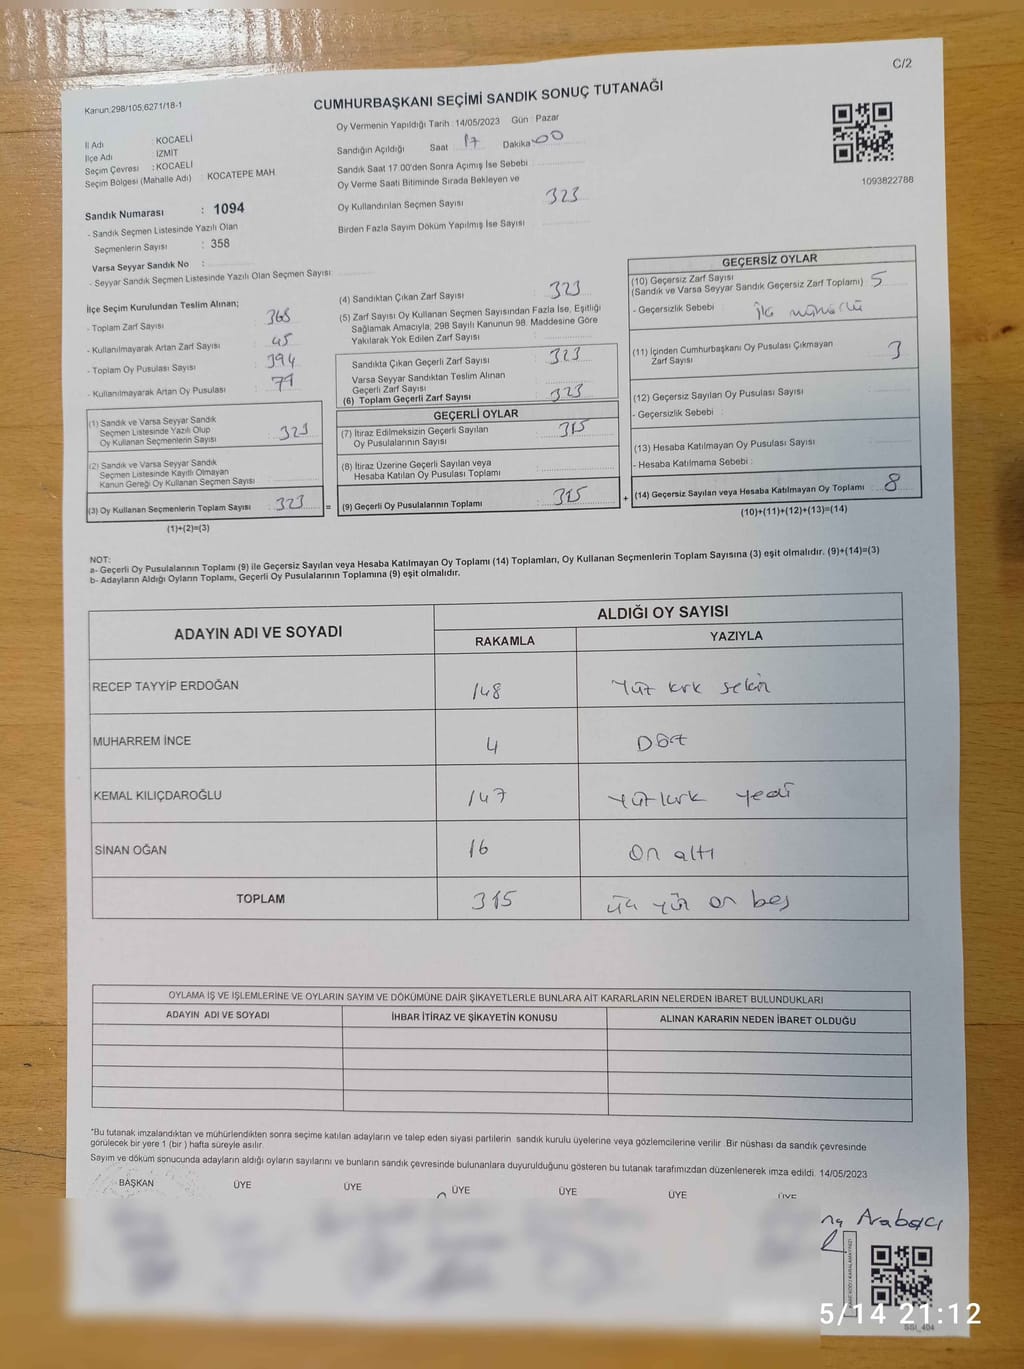 C/2
Kanun:298/105,6271/18-1
CUMHURBAŞKANI SEÇİMİ SANDIK SONUÇ TUTANAĞI
İl Adı : KOCAELİ
İlçe Adı İZMİT
Seçim Çevresi : KOCAELİ
Seçim Bölgesi (Mahalle Adı) : KOCATEPE MAH
Oy Vermenin Yapıldığı Tarih :14/05/2023 Gün : Pazar
Sandığın Açıldığı Saat 17 Dakika 00
Sandık Saat 17.00'den Sonra Açımış İse Sebebi
Oy Verme Saati Bitiminde Sırada Bekleyen ve
Oy Kullandırılan Seçmen Sayısı 323
Birden Fazla Sayım Döküm Yapılmış İse Sayısı
1093822788
Sandık Numarası : 1094
- Sandık Seçmen Listesinde Yazılı Olan
Seçmenlerin Sayısı : 358
Varsa Seyyar Sandık No :
- Seyyar Sandık Seçmen Listesinde Yazılı Olan Seçmen Sayısı:
İlçe Seçim Kurulundan Teslim Alınan;
- Toplam Zarf Sayısı 368
- Kullanılmayarak Artan Zarf Sayısı : 45
- Toplam Oy Pusulası Sayısı : 394
- Kullanılmayarak Artan Oy Pusulası : 71
(1) Sandık ve Varsa Seyyar Sandık
Seçmen Listesinde Yazılı Olup
Oy Kullanan Seçmenlerin Sayısı : 323
(2) Sandık ve Varsa Seyyar Sandık
Seçmen Listesinde Kayıtlı Olmayan
Kanun Gereği Oy Kullanan Seçmen Sayısı
(3) Oy Kullanan Seçmenlerin Toplam Sayısı : 323 =
(1)+(2)=(3)
(4) Sandıktan Çıkan Zarf Sayısı 323
(5) Zarf Sayısı Oy Kullanan Seçmen Sayısından Fazla İse, Eşitliği
Sağlamak Amacıyla; 298 Sayılı Kanunun 98. Maddesine Göre
Yakılarak Yok Edilen Zarf Sayısı
Sandıkta Çıkan Geçerli Zarf Sayısı 323
Varsa Seyyar Sandıktan Teslim Alınan
Geçerli Zarf Sayısı
(6) Toplam Geçerli Zarf Sayısı 323
GEÇERLİ OYLAR
(7) İtiraz Edilmeksizin Geçerli Sayılan
Oy Pusulalarının Sayısı 315
(8) İtiraz Üzerine Geçerli Sayılan veya
Hesaba Katılan Oy Pusulası Toplamı
(9) Geçerli Oy Pusulalarının Toplamı : 315 +
GEÇERSİZ OYLAR
(10) Geçersiz Zarf Sayısı
(Sandık ve Varsa Seyyar Sandık Geçersiz Zarf Toplamı) 5
- Geçersizlik Sebebi :
(11) İçinden Cumhurbaşkanı Oy Pusulası Çıkmayan
Zarf Sayısı 3
(12) Geçersiz Sayılan Oy Pusulası Sayısı
- Geçersizlik Sebebi :
(13) Hesaba Katılmayan Oy Pusulası Sayısı
- Hesaba Katılmama Sebebi :
(14) Geçersiz Sayılan veya Hesaba Katılmayan Oy Toplamı : 8
(10)+(11)+(12)+(13)=(14)
NOT:
a- Geçerli Oy Pusulalarının Toplamı (9) ile Geçersiz Sayılan veya Hesaba Katılmayan Oy Toplamı (14) Toplamları, Oy Kullanan Seçmenlerin Toplam Sayısına (3) eşit olmalıdır. (9)+(14)=(3)
b- Adayların Aldığı Oyların Toplamı, Geçerli Oy Pusulalarının Toplamına (9) eşit olmalıdır.
ADAYIN ADI VE SOYADI ALDIĞI OY SAYISI
RAKAMLA YAZIYLA
RECEP TAYYİP ERDOĞAN 148 Yüz kırk sekiz
MUHARREM İNCE 4 Dört
KEMAL KILIÇDAROĞLU 147 Yüz kırk yedi
SİNAN OĞAN 16 On altı
TOPLAM 315 üç yüz on beş
OYLAMA İŞ VE İŞLEMLERİNE VE OYLARIN SAYIM VE DÖKÜMÜNE DAİR ŞİKAYETLERLE BUNLARA AİT KARARLARIN NELERDEN İBARET BULUNDUKLARI
ADAYIN ADI VE SOYADI İHBAR İTİRAZ VE ŞİKAYETİN KONUSU ALINAN KARARIN NEDEN İBARET OLDUĞU
*Bu tutanak imzalandıktan ve mühürlendikten sonra seçime katılan adayların ve talep eden siyasi partilerin sandık kurulu üyelerine veya gözlemcilerine verilir. Bir nüshası da sandık çevresinde
görülecek bir yere 1 (bir) hafta süreyle asılır.
Sayım ve döküm sonucunda adayların aldığı oyların sayılarını ve bunların sandık çevresinde bulunanlara duyurulduğunu gösteren bu tutanak tarafımızdan düzenlenerek imza edildi. 14/05/2023
BAŞKAN ÜYE ÜYE ÜYE ÜYE ÜYE ÜYE
Arabacı
5/14 21:12